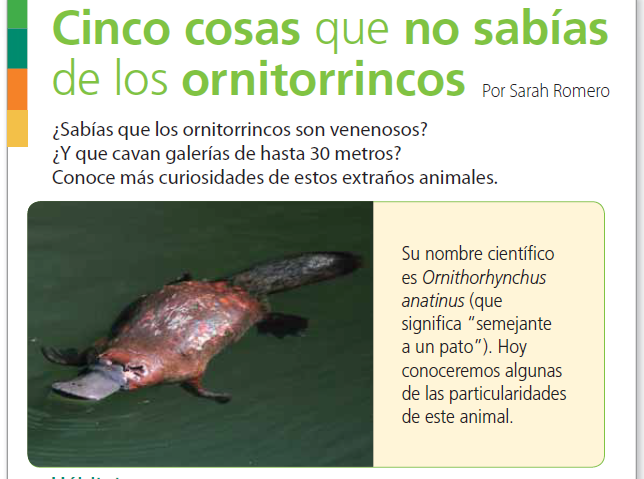 Cinco cosas que no sabías
de los ornitorrincos Por Sarah Romero
¿Sabías que los ornitorrincos son venenosos?
¿Y que cavan galerías de hasta 30 metros?
Conoce más curiosidades de estos extraños animales.
Su nombre científico
es Ornithorhynchus
anatinus (que
significa “semejante
a un pato”). Hoy
conoceremos algunas
de las particularidades
de este animal.